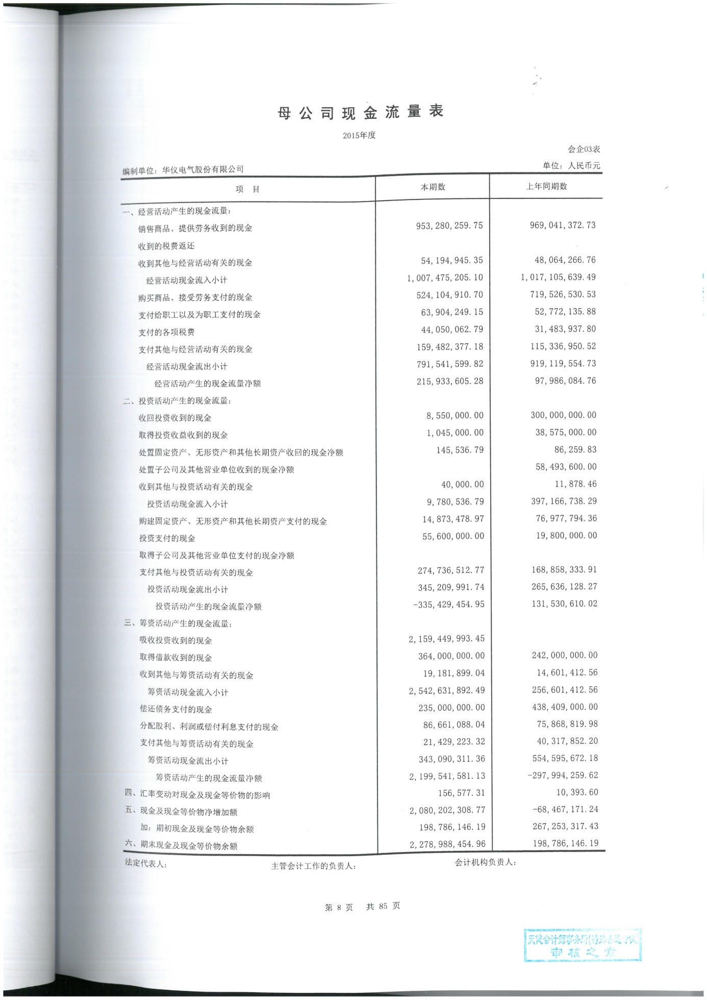 母公司现金流量表
2015年度
会企03表
编制单位：华仪电气股份有限公司 单位：人民币元
项 目 本期数 上年同期数
一、经营活动产生的现金流量：
销售商品、提供劳务收到的现金 953,280,259.75 969,041,372.73
收到的税费返还
收到其他与经营活动有关的现金 54,194,945.35 48,064,266.76
经营活动现金流入小计 1,007,475,205.10 1,017,105,639.49
购买商品、接受劳务支付的现金 524,104,910.70 719,526,530.53
支付给职工以及为职工支付的现金 63,904,249.15 52,772,135.88
支付的各项税费 44,050,062.79 31,483,937.80
支付其他与经营活动有关的现金 159,482,377.18 115,336,950.52
经营活动现金流出小计 791,541,599.82 919,119,554.73
经营活动产生的现金流量净额 215,933,605.28 97,986,084.76
二、投资活动产生的现金流量：
收回投资收到的现金 8,550,000.00 300,000,000.00
取得投资收益收到的现金 1,045,000.00 38,575,000.00
处置固定资产、无形资产和其他长期资产收回的现金净额 145,536.79 86,259.83
处置子公司及其他营业单位收到的现金净额 58,493,600.00
收到其他与投资活动有关的现金 40,000.00 11,878.46
投资活动现金流入小计 9,780,536.79 397,166,738.29
购建固定资产、无形资产和其他长期资产支付的现金 14,873,478.97 76,977,794.36
投资支付的现金 55,600,000.00 19,800,000.00
取得子公司及其他营业单位支付的现金净额
支付其他与投资活动有关的现金 274,736,512.77 168,858,333.91
投资活动现金流出小计 345,209,991.74 265,636,128.27
投资活动产生的现金流量净额 -335,429,454.95 131,530,610.02
三、筹资活动产生的现金流量：
吸收投资收到的现金 2,159,449,993.45
取得借款收到的现金 364,000,000.00 242,000,000.00
收到其他与筹资活动有关的现金 19,181,899.04 14,601,412.56
筹资活动现金流入小计 2,542,631,892.49 256,601,412.56
偿还债务支付的现金 235,000,000.00 438,409,000.00
分配股利、利润或偿付利息支付的现金 86,661,088.04 75,868,819.98
支付其他与筹资活动有关的现金 21,429,223.32 40,317,852.20
筹资活动现金流出小计 343,090,311.36 554,595,672.18
筹资活动产生的现金流量净额 2,199,541,581.13 -297,994,259.62
四、汇率变动对现金及现金等价物的影响 156,577.31 10,393.60
五、现金及现金等价物净增加额 2,080,202,308.77 -68,467,171.24
加：期初现金及现金等价物余额 198,786,146.19 267,253,317.43
六、期末现金及现金等价物余额 2,278,988,454.96 198,786,146.19
法定代表人： 主管会计工作的负责人： 会计机构负责人：
第 8 页 共 85 页
天健会计师事务所(特殊普通合伙)
审核之章